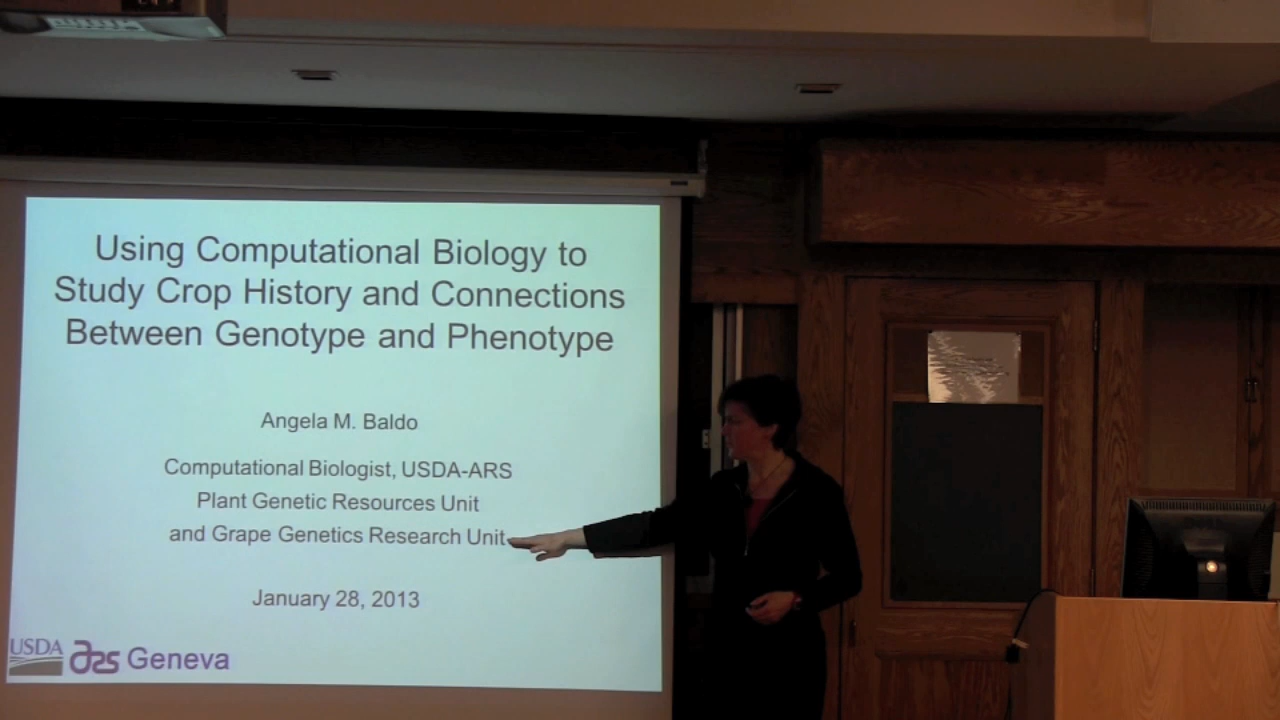 Using Computational Biology to
Study Crop History and Connections
Between Genotype and Phenotype
Angela M. Baldo
Computational Biologist, USDA-ARS
Plant Genetic Resources Unit
and Grape Genetics Research Unit
January 28, 2013
USDA ars Geneva